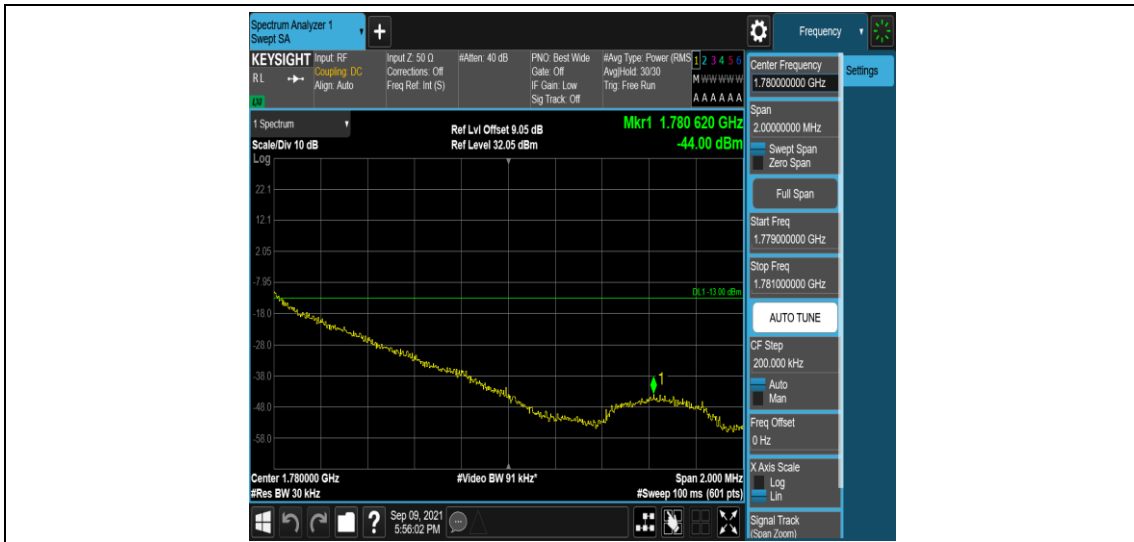 Spectrum Analyzer 1
Swept SA
+
Frequency
KEYSIGHT
RL
LXI
Input: RF
Coupling: DC
Align: Auto
Input Z: 50 Ω
Corrections: Off
Freq Ref: Int (S)
#Atten: 40 dB
PNO: Best Wide
Gate: Off
IF Gain: Low
Sig Track: Off
#Avg Type: Power (RMS
Avg|Hold: 30/30
Trig: Free Run
1 2 3 4 5 6
M W W W W W
A A A A A A
1 Spectrum
Scale/Div 10 dB
Log
Ref Lvl Offset 9.05 dB
Ref Level 32.05 dBm
Mkr1 1.780 620 GHz
-44.00 dBm
22.1
12.1
2.05
-7.95
-18.0
-28.0
-38.0
-48.0
-58.0
DL1 -13.00 dBm
1
Center 1.780000 GHz
#Res BW 30 kHz
#Video BW 91 kHz*
Span 2.000 MHz
#Sweep 100 ms (601 pts)
?
Sep 09, 2021
5:56:02 PM
Center Frequency
1.780000000 GHz
Settings
Span
2.00000000 MHz
Swept Span
Zero Span
Full Span
Start Freq
1.779000000 GHz
Stop Freq
1.781000000 GHz
AUTO TUNE
CF Step
200.000 kHz
Auto
Man
Freq Offset
0 Hz
X Axis Scale
Log
Lin
Signal Track
(Span Zoom)